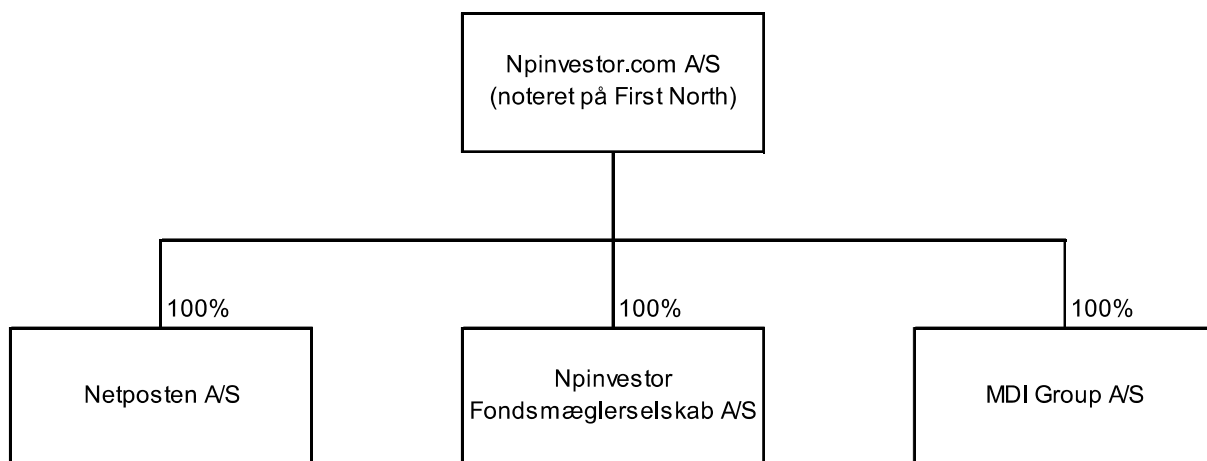 Npinvestor.com A/S
(noteret på First North)
100%
100%
100%
Netposten A/S
Npinvestor
Fondsmæglerselskab A/S
MDI Group A/S